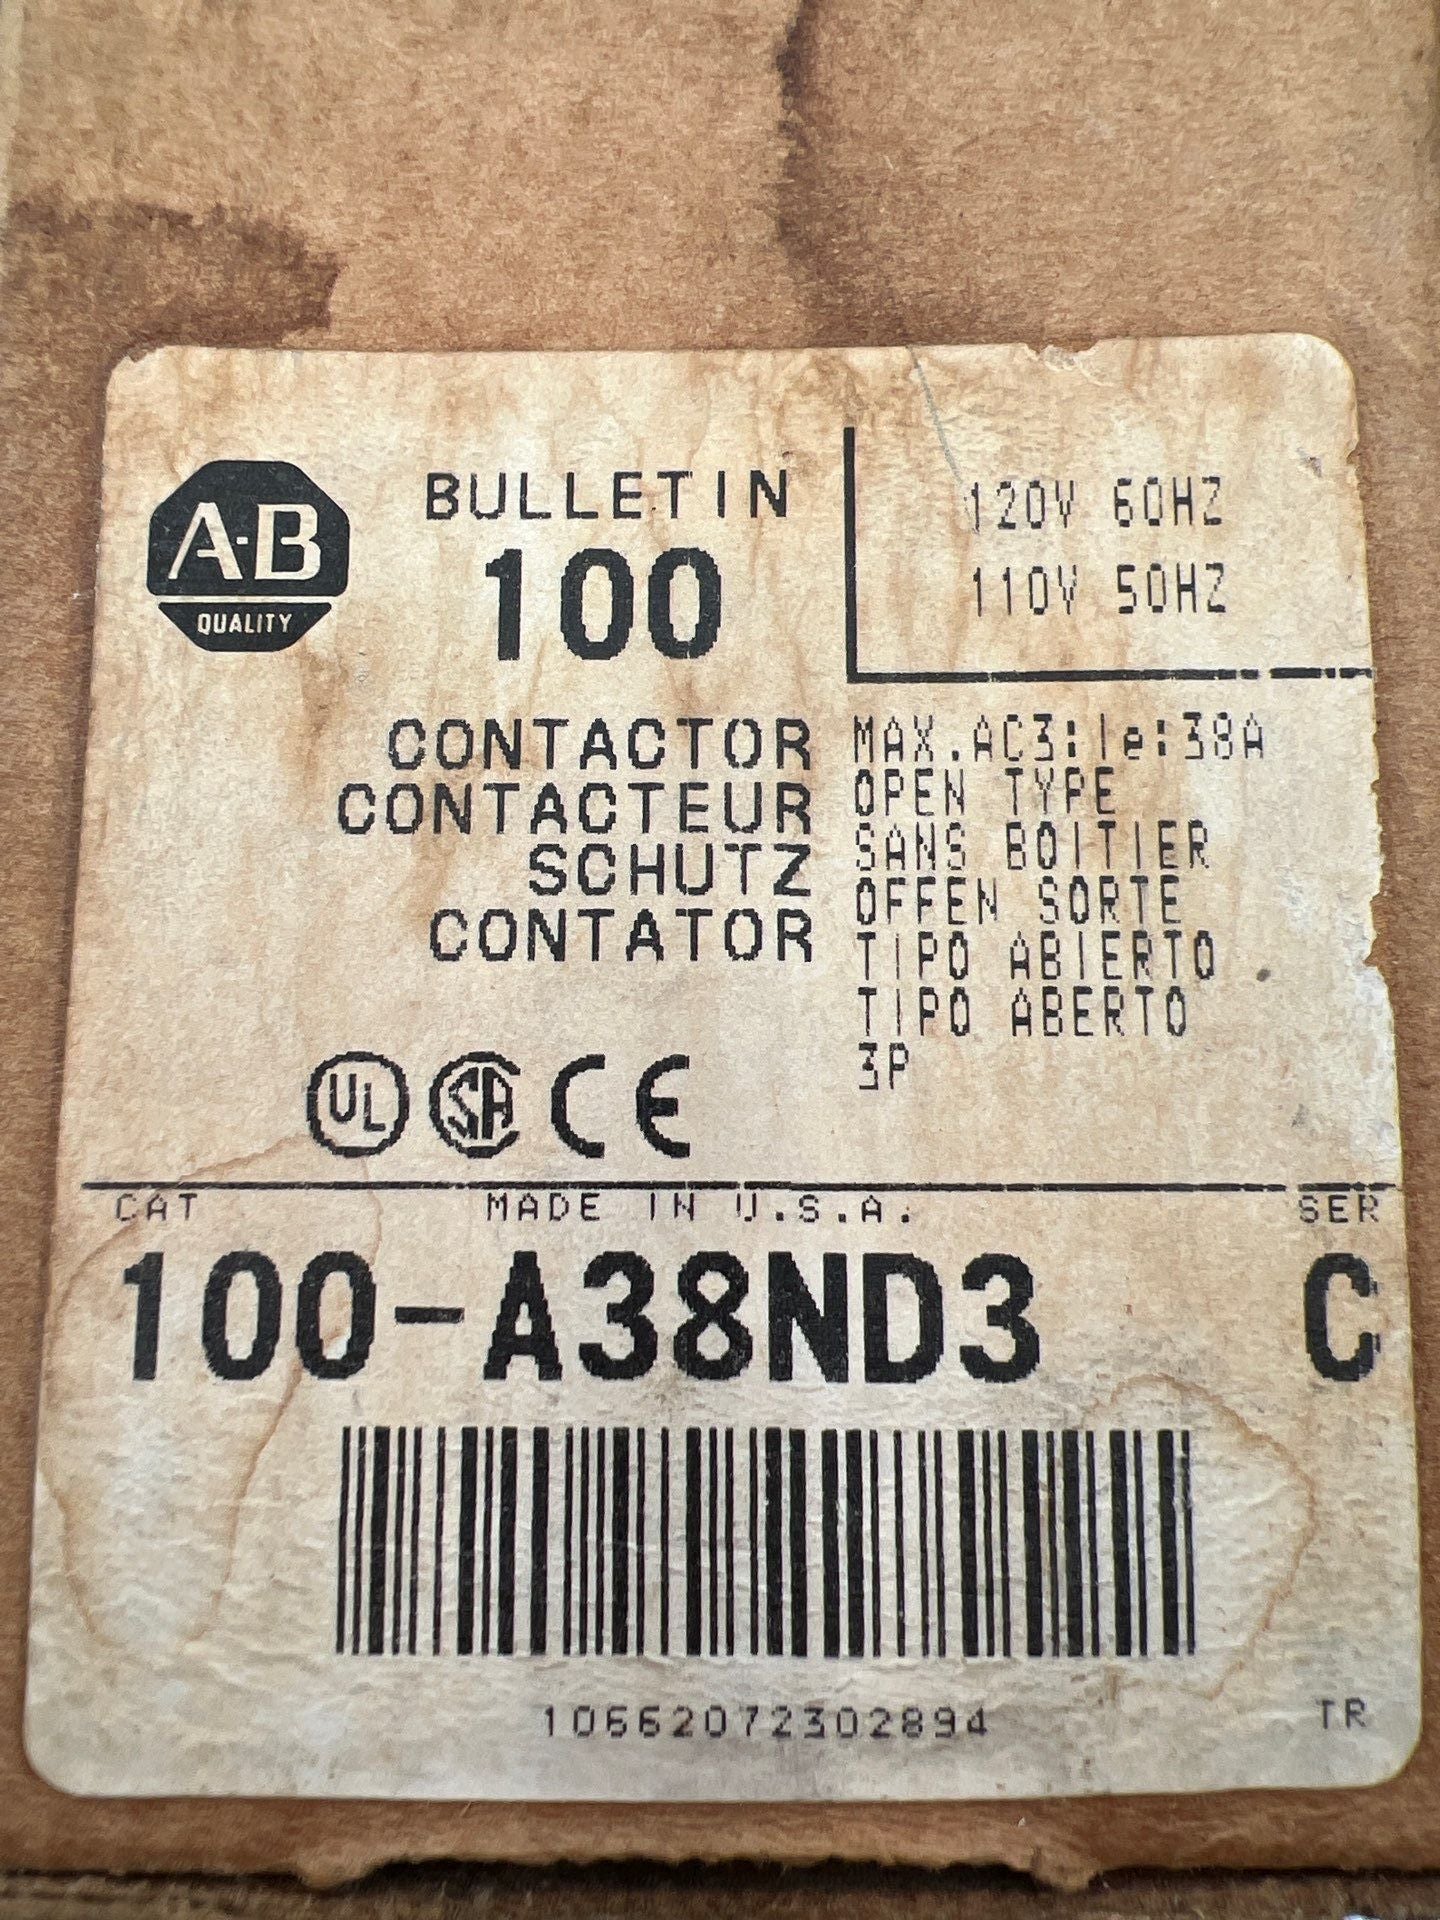 A-B
QUALITY
BULLETIN
100
120V 60HZ
110V 50HZ
CONTACTOR
CONTACTEUR
SCHUTZ
CONTATOR
MAX.AC3:Ie:38A
OPEN TYPE
SANS BOITIER
OFFEN SORTE
TIPO ABIERTO
TIPO ABERTO
3P
UL SA CE
CAT MADE IN U.S.A. SER
100-A38ND3 C
10662072302894 TR